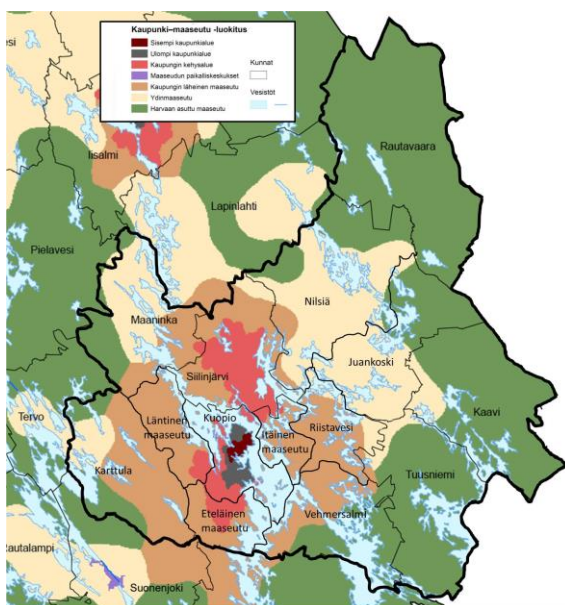 Kaupunki–maaseutu -luokitus
Sisempi kaupunkialue
Ulompi kaupunkialue
Kaupungin kehysalue
Maaseudun paikalliskeskukset
Kaupungin läheinen maaseutu
Ydinmaaseutu
Harvaan asuttu maaseutu
Kunnat
Vesistöt
Iisalmi
Rautavaara
Lapinlahti
Pielavesi
Nilsiä
Maaninka
Juankoski
Siilinjärvi
Kaavi
Tervo
Läntinen
maaseutu
Kuopio
Itäinen
maaseutu
Riistavesi
Karttula
Tuusniemi
Eteläinen
maaseutu
Vehmersalmi
autalampi
Suonenjoki